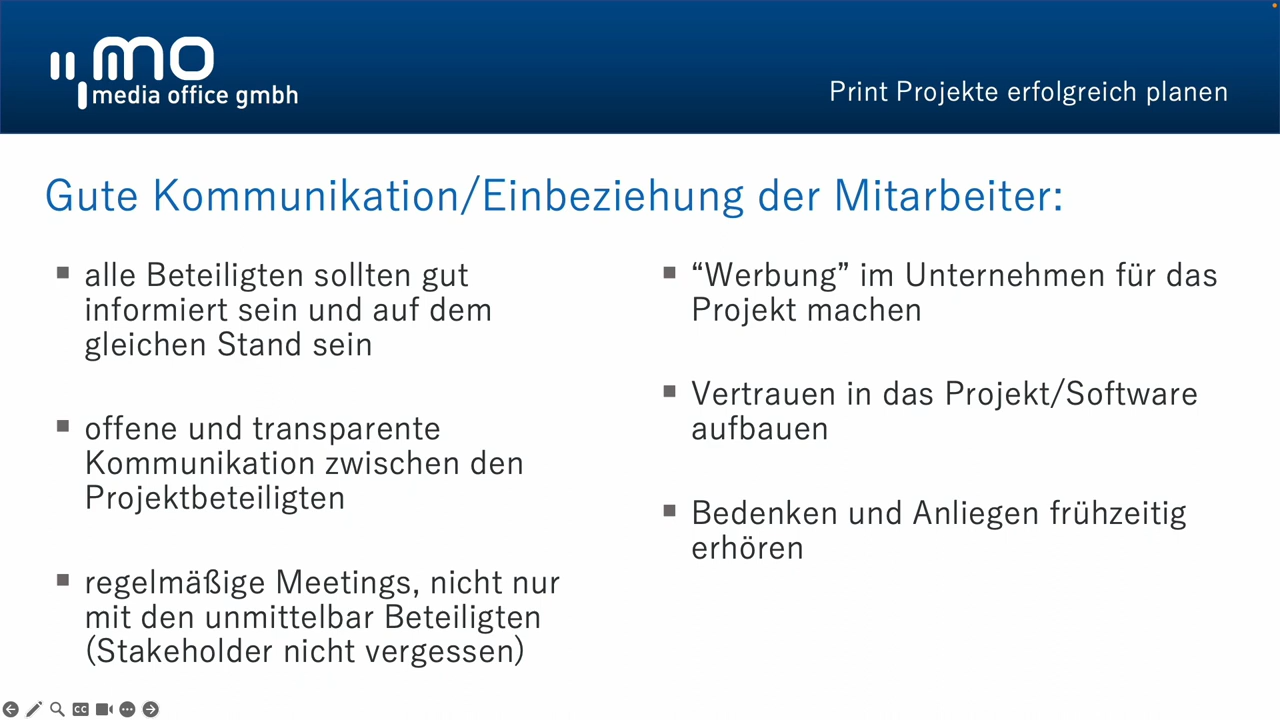 mo
media office gmbh
Print Projekte erfolgreich planen
Gute Kommunikation/Einbeziehung der Mitarbeiter:
alle Beteiligten sollten gut
informiert sein und auf dem
gleichen Stand sein
offene und transparente
Kommunikation zwischen den
Projektbeteiligten
regelmäßige Meetings, nicht nur
mit den unmittelbar Beteiligten
(Stakeholder nicht vergessen)
“Werbung” im Unternehmen für das
Projekt machen
Vertrauen in das Projekt/Software
aufbauen
Bedenken und Anliegen frühzeitig
erhören
CC